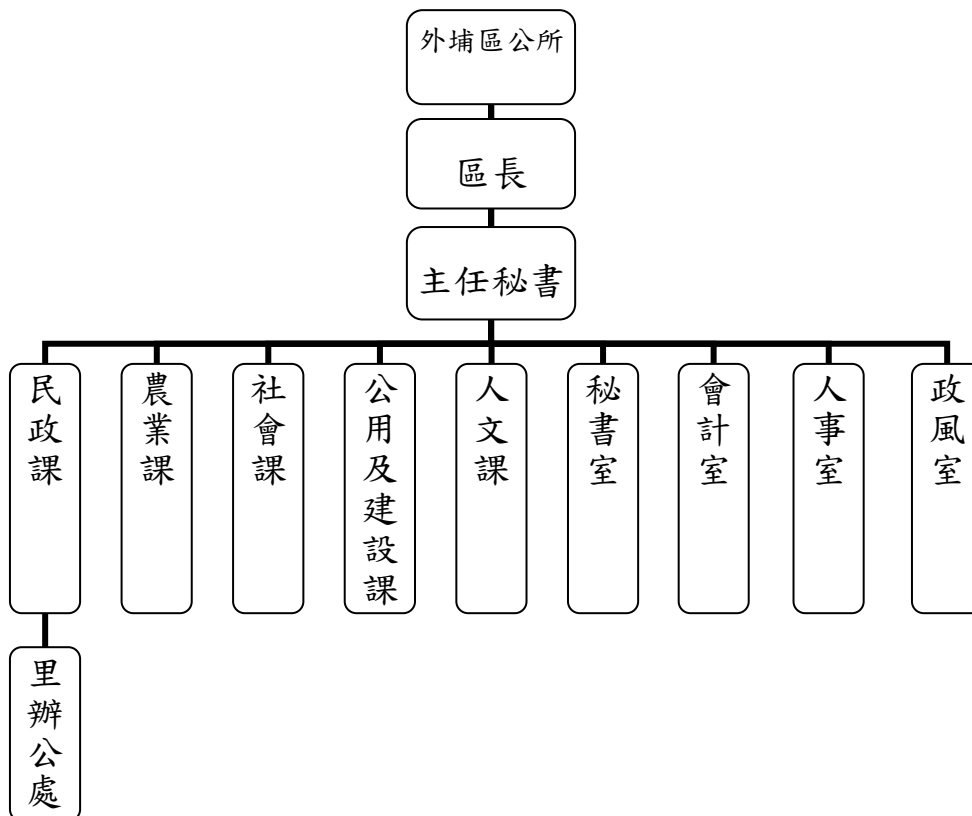 外埔區公所
區長
主任秘書
民政課
農業課
社會課
公用及建設課
人文課
秘書室
會計室
人事室
政風室
里辦公處